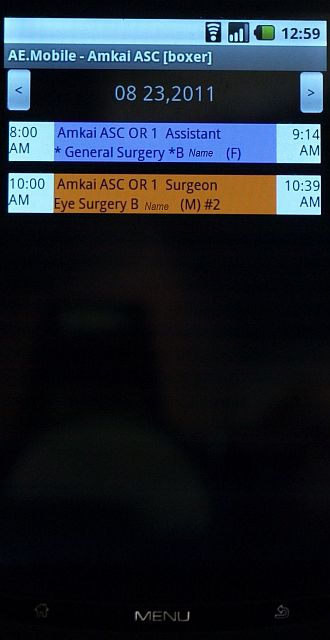 12:59
AE.Mobile - Amkai ASC [boxer]
< 08 23,2011 >
8:00 AM Amkai ASC OR 1 Assistant 9:14 AM
* General Surgery *B Name (F)
10:00 AM Amkai ASC OR 1 Surgeon 10:39 AM
Eye Surgery B Name (M) #2
MENU